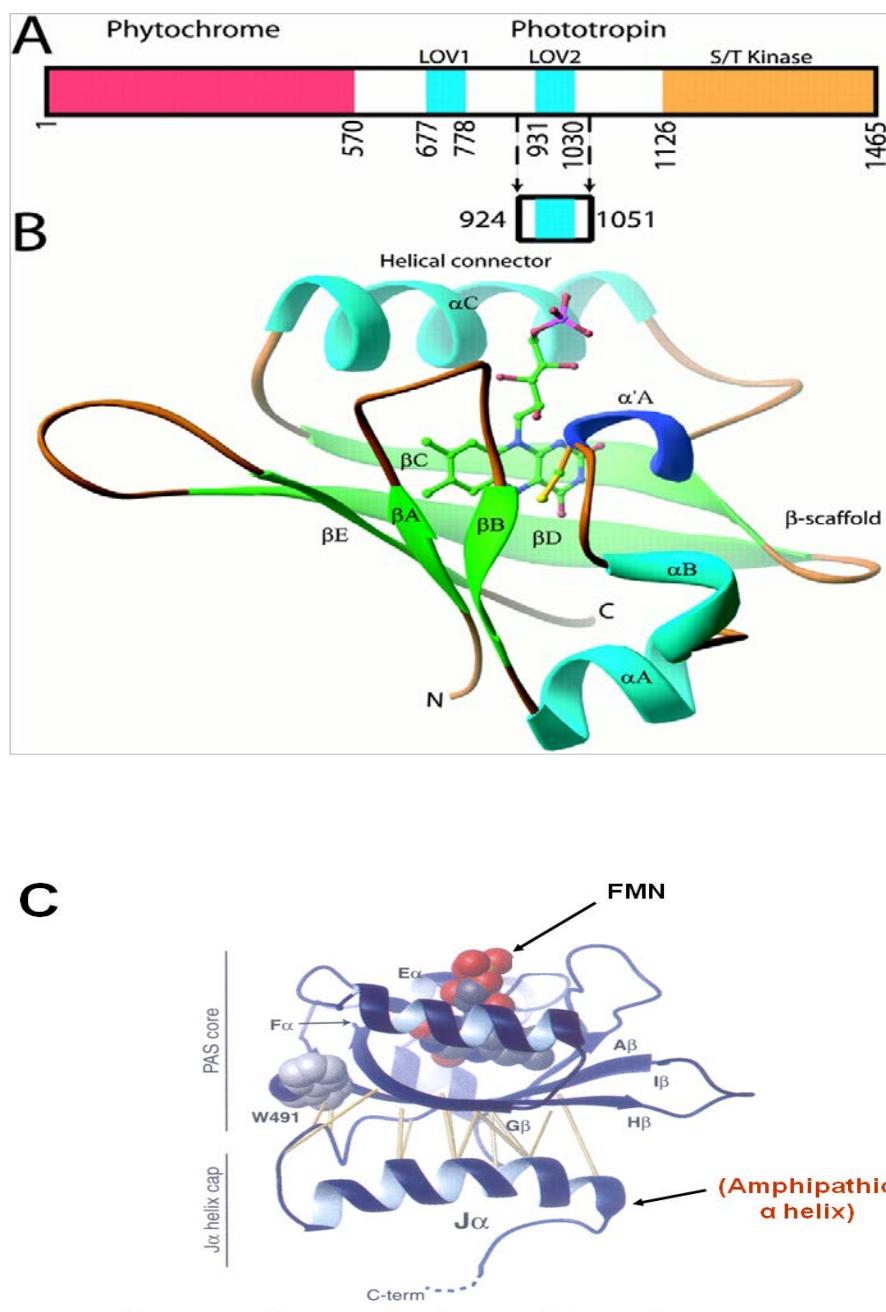 A
Phytochrome Phototropin
LOV1 LOV2 S/T Kinase
1 570 677 778 931 1030 1126 1465
924 1051
B
Helical connector
αC
α'A
βC
βA βB βD β-scaffold
βE
αB
C
αA
N
C
FMN
PAS core
Eα
Fα
Aβ
Iβ
W491
Gβ Hβ
Jα helix cap
(Amphipathic
α helix)
Jα
C-term